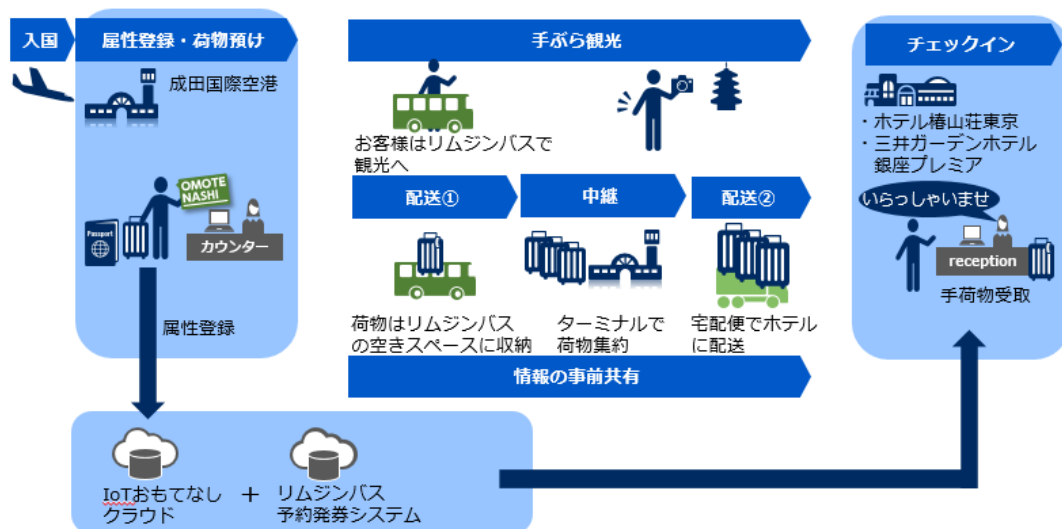 入国
属性登録・荷物預け
手ぶら観光
チェックイン
成田国際空港
お客様はリムジンバスで
観光へ
・ホテル椿山荘東京
・三井ガーデンホテル
銀座プレミア
OMOTE
NASHI
Passport
カウンター
配送①
中継
配送②
いらっしゃいませ
reception
手荷物受取
荷物はリムジンバス
の空きスペースに収納
ターミナルで
荷物集約
宅配便でホテル
に配送
属性登録
情報の事前共有
IoTおもてなし
クラウド
＋
リムジンバス
予約発券システム